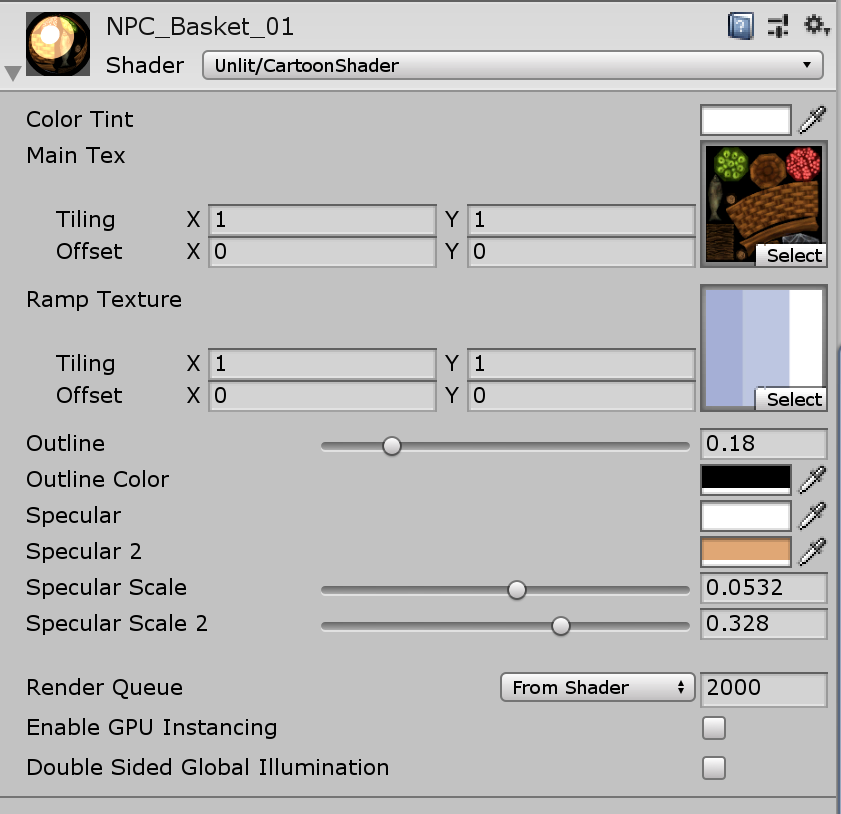 NPC_Basket_01
Shader Unlit/CartoonShader
Color Tint
Main Tex
Tiling X 1 Y 1
Offset X 0 Y 0
Select
Ramp Texture
Tiling X 1 Y 1
Offset X 0 Y 0
Select
Outline 0.18
Outline Color
Specular
Specular 2
Specular Scale 0.0532
Specular Scale 2 0.328
Render Queue From Shader 2000
Enable GPU Instancing
Double Sided Global Illumination